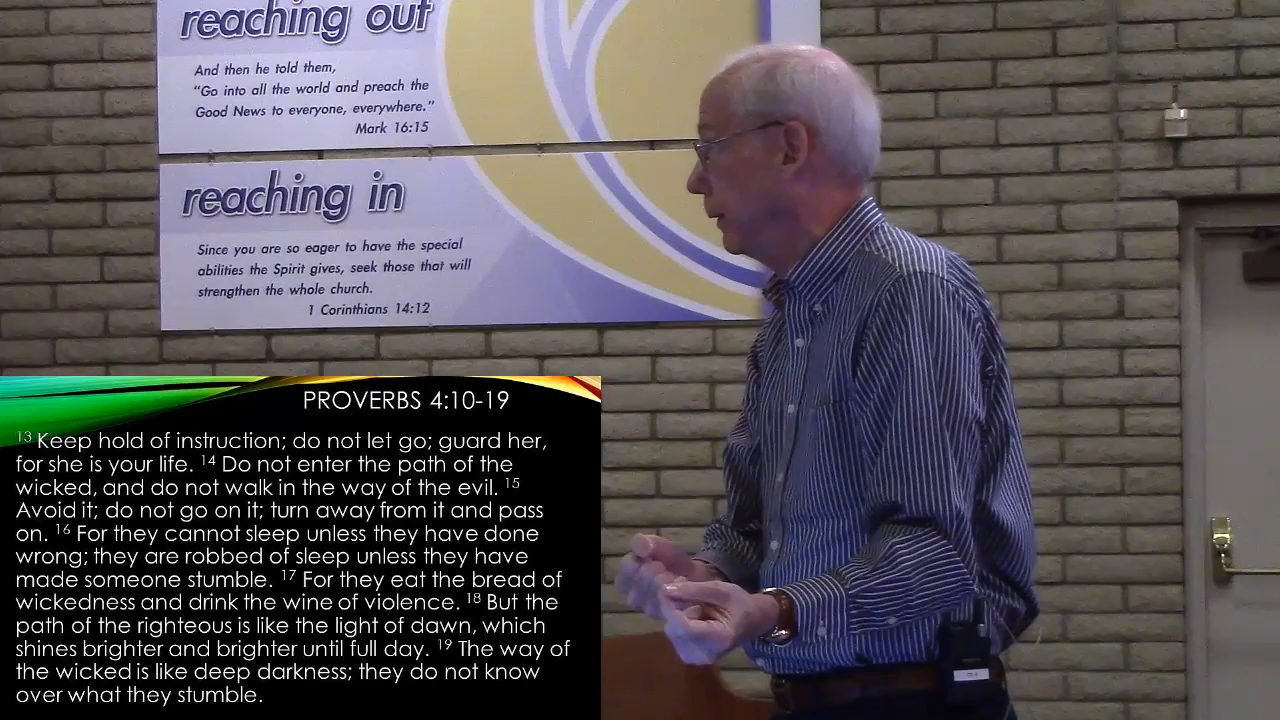 reaching out
And then he told them,
“Go into all the world and preach the
Good News to everyone, everywhere.”
Mark 16:15
reaching in
Since you are so eager to have the special
abilities the Spirit gives, seek those that will
strengthen the whole church.
1 Corinthians 14:12
PROVERBS 4:10-19
13 Keep hold of instruction; do not let go; guard her,
for she is your life. 14 Do not enter the path of the
wicked, and do not walk in the way of the evil. 15
Avoid it; do not go on it; turn away from it and pass
on. 16 For they cannot sleep unless they have done
wrong; they are robbed of sleep unless they have
made someone stumble. 17 For they eat the bread of
wickedness and drink the wine of violence. 18 But the
path of the righteous is like the light of dawn, which
shines brighter and brighter until full day. 19 The way of
the wicked is like deep darkness; they do not know
over what they stumble.